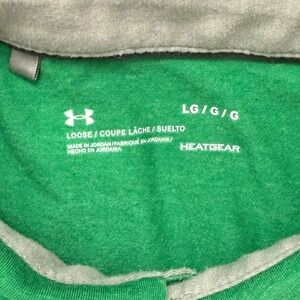 LG / G / G
LOOSE / COUPE LÂCHE / SUELTO
MADE IN JORDAN/FABRIQUÉ EN JORDANIE/
HECHO EN JORDANIA
HEATGEAR